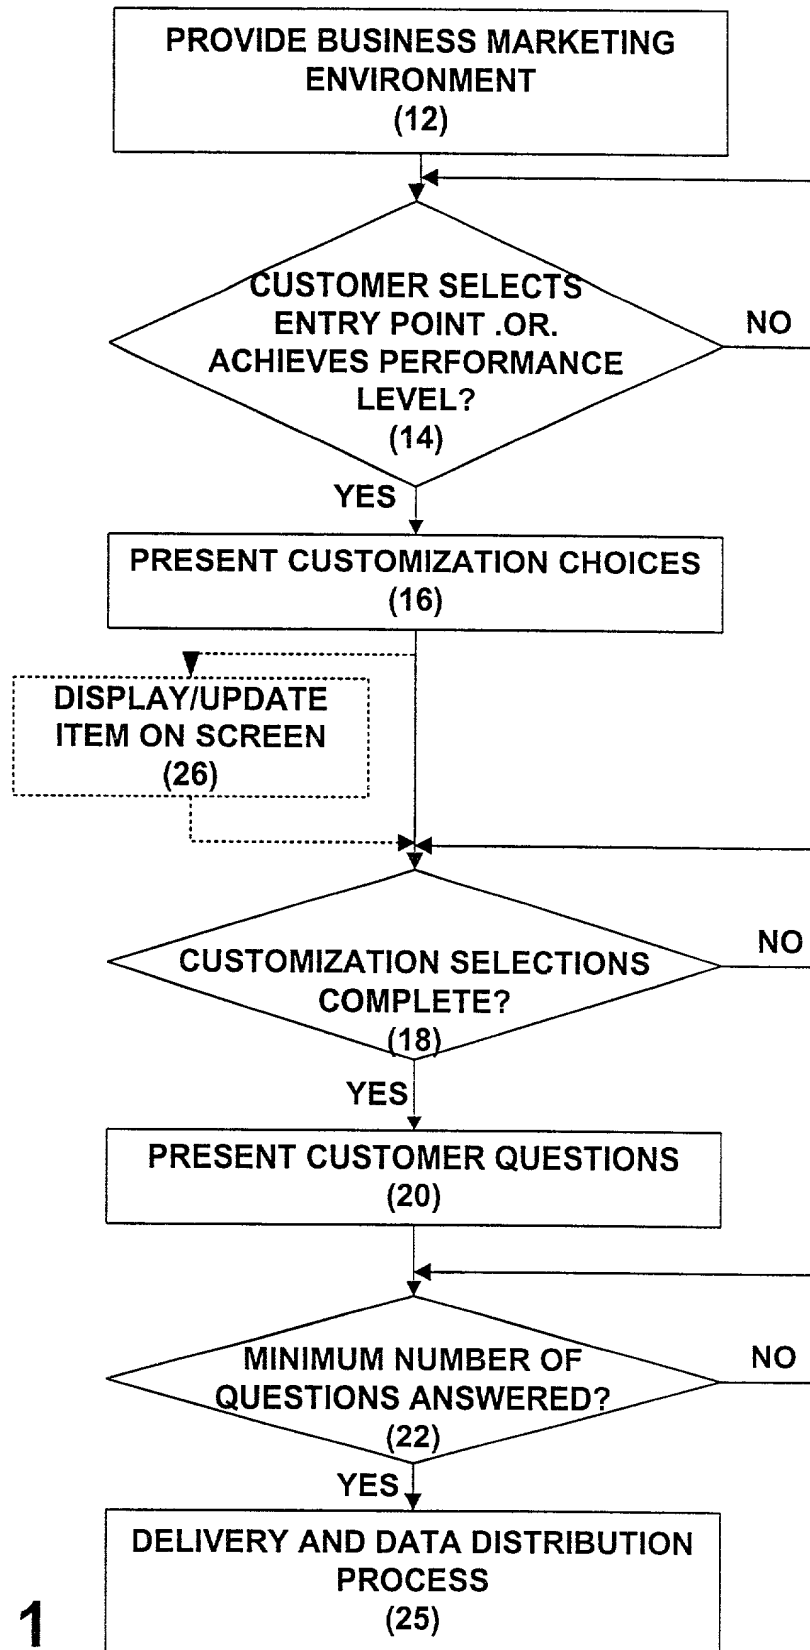 PROVIDE BUSINESS MARKETING
ENVIRONMENT
(12)
CUSTOMER SELECTS
ENTRY POINT .OR.
ACHIEVES PERFORMANCE
LEVEL?
(14)
NO
YES
PRESENT CUSTOMIZATION CHOICES
(16)
DISPLAY/UPDATE
ITEM ON SCREEN
(26)
CUSTOMIZATION SELECTIONS
COMPLETE?
(18)
NO
YES
PRESENT CUSTOMER QUESTIONS
(20)
MINIMUM NUMBER OF
QUESTIONS ANSWERED?
(22)
NO
YES
DELIVERY AND DATA DISTRIBUTION
PROCESS
(25)
1